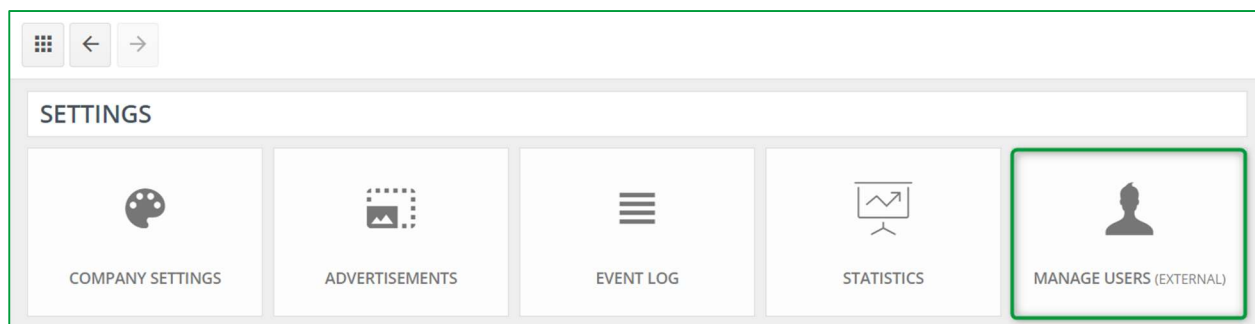 SETTINGS
COMPANY SETTINGS
ADVERTISEMENTS
EVENT LOG
STATISTICS
MANAGE USERS (EXTERNAL)